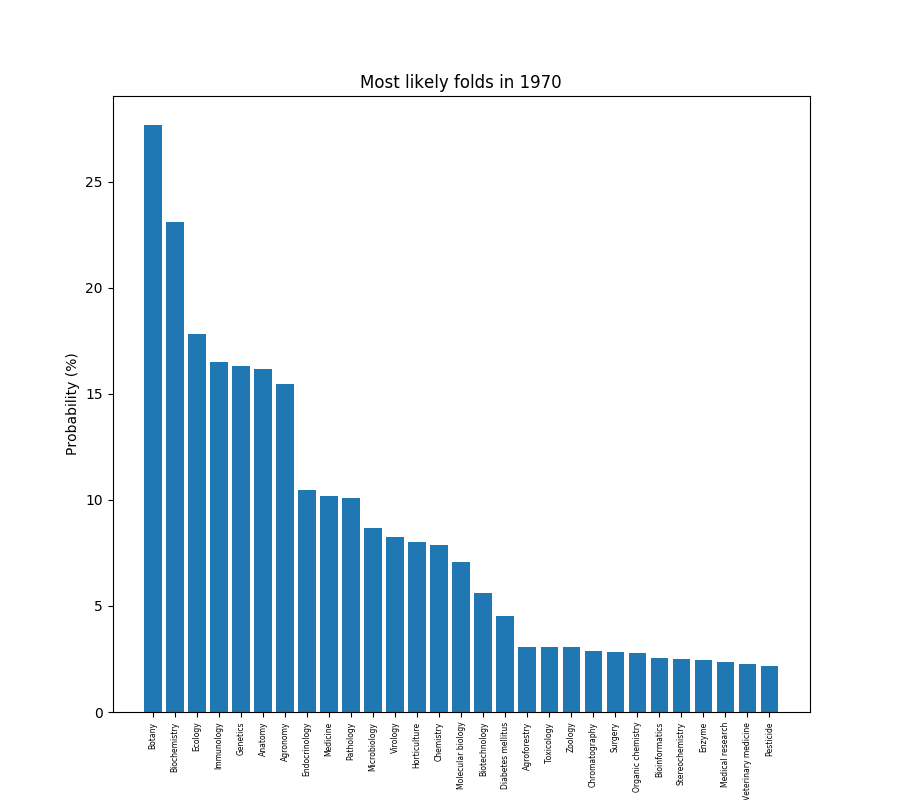 Most likely folds in 1970
Probability (%)
25
20
15
10
5
0
Botany
Biochemistry
Ecology
Immunology
Genetics
Anatomy
Agronomy
Endocrinology
Medicine
Pathology
Microbiology
Virology
Horticulture
Chemistry
Molecular biology
Biotechnology
Diabetes mellitus
Agroforestry
Toxicology
Zoology
Chromatography
Surgery
Organic chemistry
Bioinformatics
Stereochemistry
Enzyme
Medical research
Veterinary medicine
Pesticide